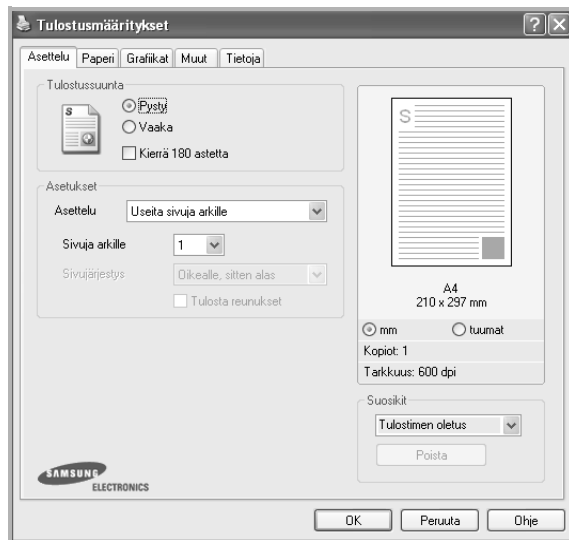 Tulostusmääritykset
Asettelu Paperi Grafiikat Muut Tietoja
Tulostussuunta
S
Pysty
Vaaka
Kierrä 180 astetta
Asetukset
Asettelu Useita sivuja arkille
Sivuja arkille 1
Sivujärjestys Oikealle, sitten alas
Tulosta reunukset
S
A4
210 x 297 mm
mm tuumat
Kopiot: 1
Tarkkuus: 600 dpi
Suosikit
Tulostimen oletus
Poista
SAMSUNG
ELECTRONICS
OK Peruuta Ohje